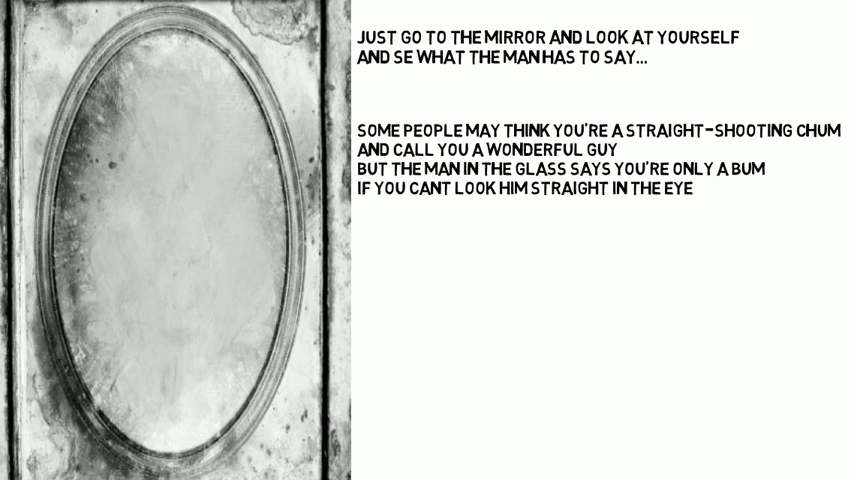 JUST GO TO THE MIRROR AND LOOK AT YOURSELF
AND SE WHAT THE MAN HAS TO SAY...
SOME PEOPLE MAY THINK YOU'RE A STRAIGHT-SHOOTING CHUM
AND CALL YOU A WONDERFUL GUY
BUT THE MAN IN THE GLASS SAYS YOU'RE ONLY A BUM
IF YOU CANT LOOK HIM STRAIGHT IN THE EYE